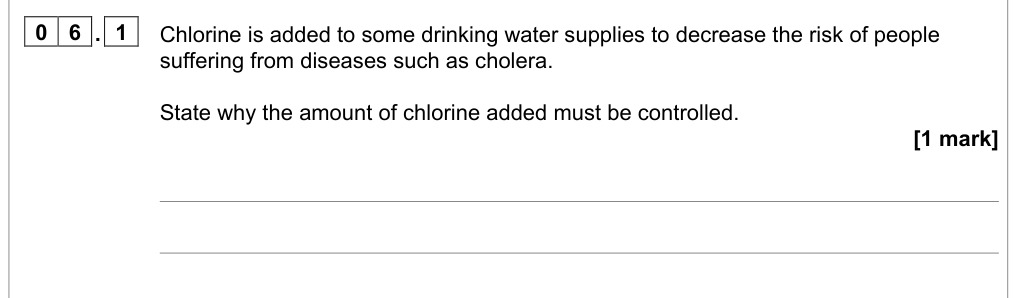 0 6 . 1 Chlorine is added to some drinking water supplies to decrease the risk of people
suffering from diseases such as cholera.
State why the amount of chlorine added must be controlled.
[1 mark]